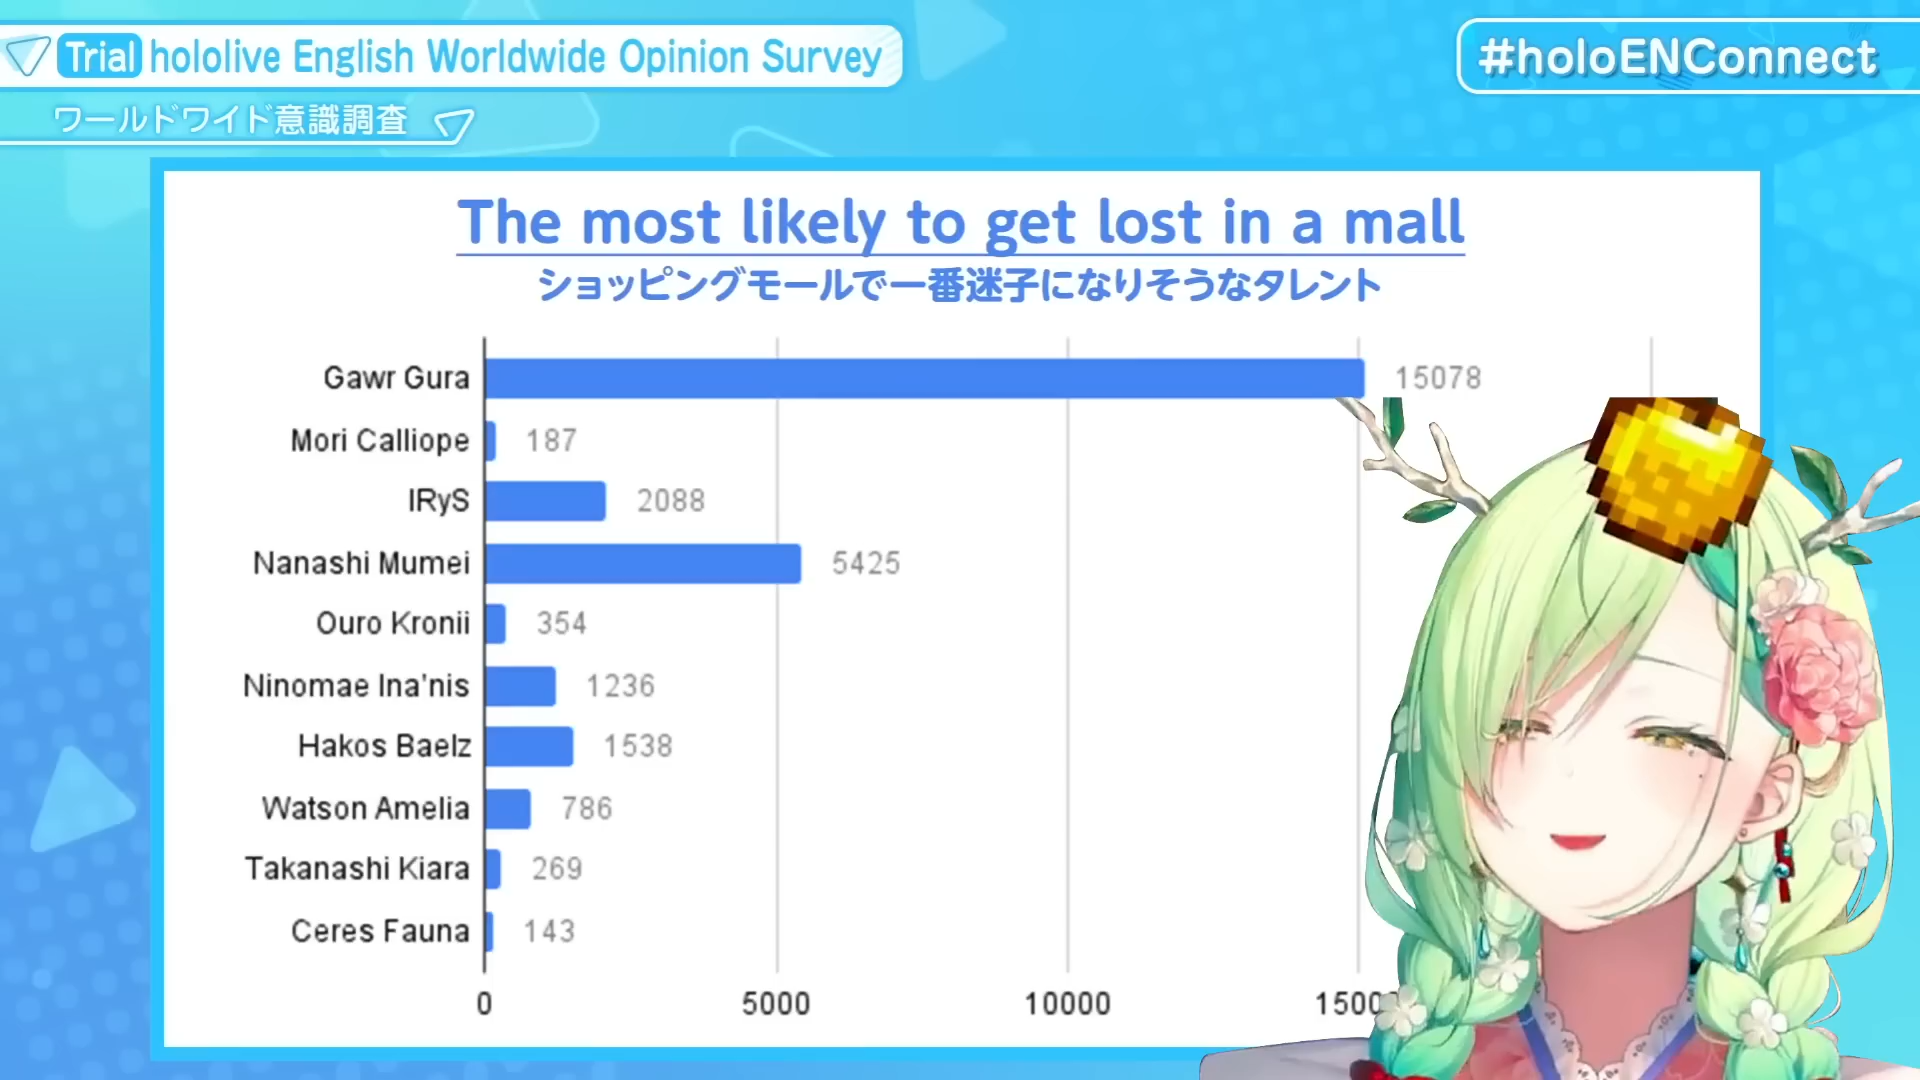 Trial hololive English Worldwide Opinion Survey
#holoENConnect
ワールドワイド意識調査
The most likely to get lost in a mall
ショッピングモールで一番迷子になりそうなタレント
Gawr Gura 15078
Mori Calliope 187
IRyS 2088
Nanashi Mumei 5425
Ouro Kronii 354
Ninomae Ina'nis 1236
Hakos Baelz 1538
Watson Amelia 786
Takanashi Kiara 269
Ceres Fauna 143
0 5000 10000